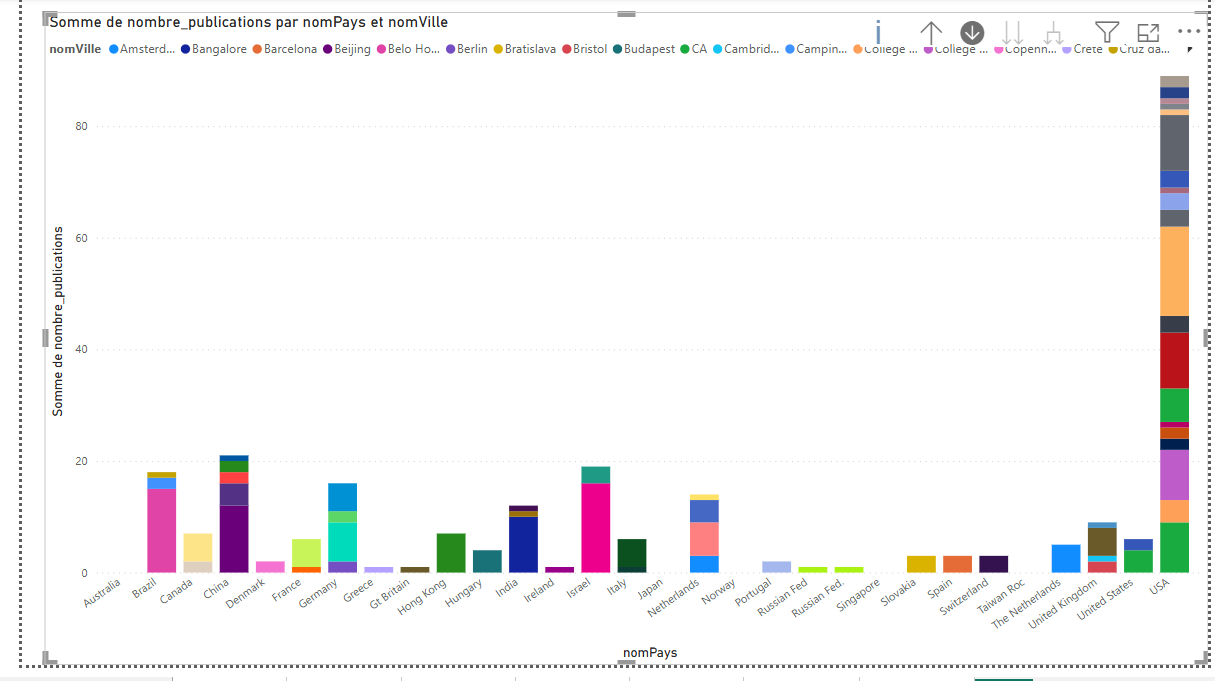 Somme de nombre_publications par nomPays et nomVille
nomVille Amsterd... Bangalore Barcelona Beijing Belo Ho... Berlin Bratislava Bristol Budapest CA Cambrid... Campin... College ... College ... Copenh... Crete Cruz da...
Somme de nombre_publications
80
60
40
20
0
Australia Brazil Canada China Denmark France Germany Greece Gt Britain Hong Kong Hungary India Ireland Israel Italy Japan Netherlands Norway Portugal Russian Fed Russian Fed. Singapore Slovakia Spain Switzerland Taiwan Roc The Netherlands United Kingdom United States USA
nomPays